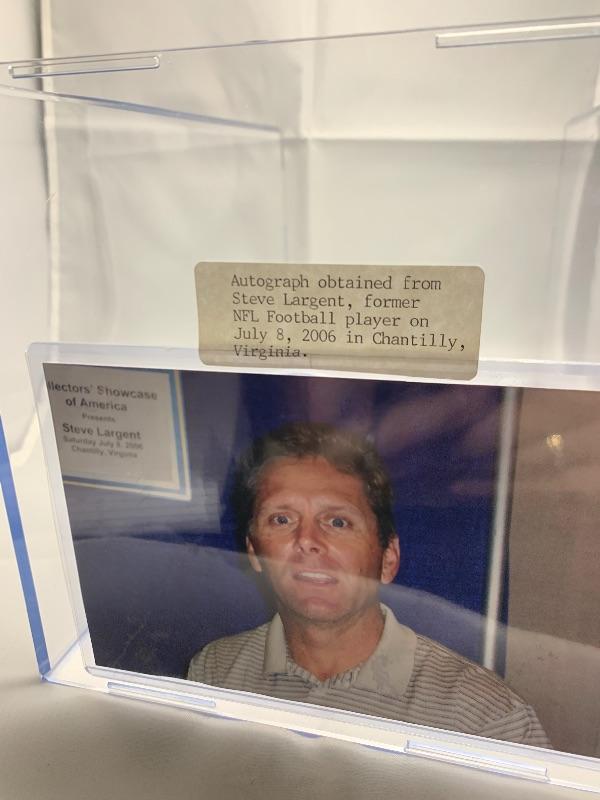 Autograph obtained from
Steve Largent, former
NFL Football player on
July 8, 2006 in Chantilly,
Virginia.
llectors' Showcase
of America
Presents
Steve Largent
Saturday July 8, 2006
Chantilly, Virginia